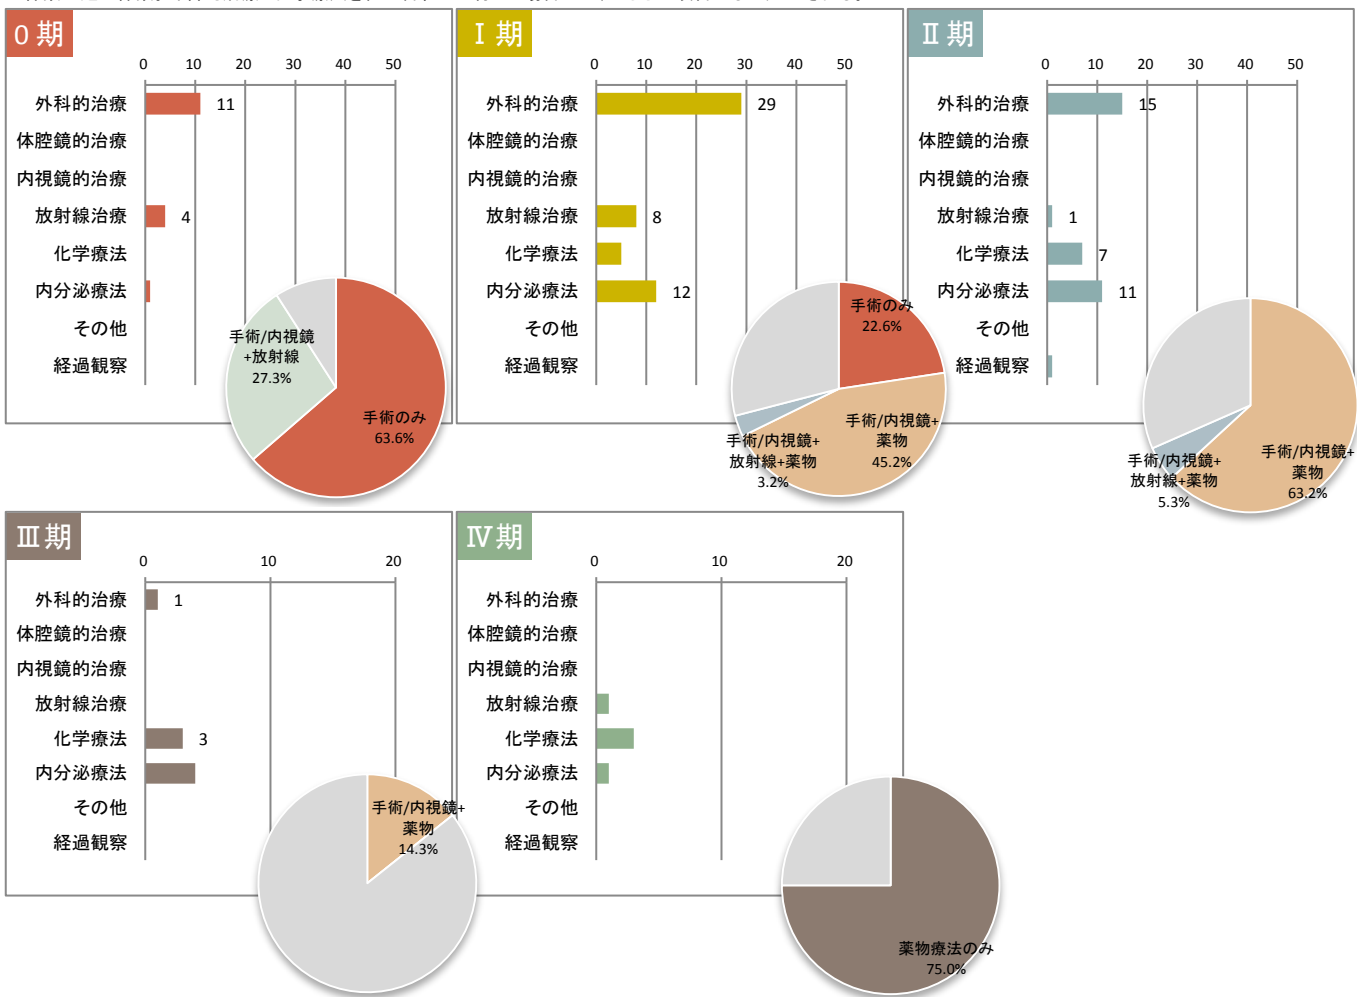 0期
0 10 20 30 40 50
外科的治療 11
体腔鏡的治療
内視鏡的治療
放射線治療 4
化学療法
内分泌療法
その他
経過観察
手術/内視鏡
+放射線
27.3%
手術のみ
63.6%
Ⅰ期
0 10 20 30 40 50
外科的治療 29
体腔鏡的治療
内視鏡的治療
放射線治療 8
化学療法
内分泌療法 12
その他
経過観察
手術のみ
22.6%
手術/内視鏡+
薬物
45.2%
手術/内視鏡+
放射線+薬物
3.2%
Ⅱ期
0 10 20 30 40 50
外科的治療 15
体腔鏡的治療
内視鏡的治療
放射線治療 1
化学療法 7
内分泌療法 11
その他
経過観察
手術/内視鏡+
薬物
63.2%
手術/内視鏡+
放射線+薬物
5.3%
Ⅲ期
0 10 20
外科的治療 1
体腔鏡的治療
内視鏡的治療
放射線治療
化学療法 3
内分泌療法
その他
経過観察
手術/内視鏡+
薬物
14.3%
Ⅳ期
0 10 20
外科的治療
体腔鏡的治療
内視鏡的治療
放射線治療
化学療法
内分泌療法
その他
経過観察
薬物療法のみ
75.0%